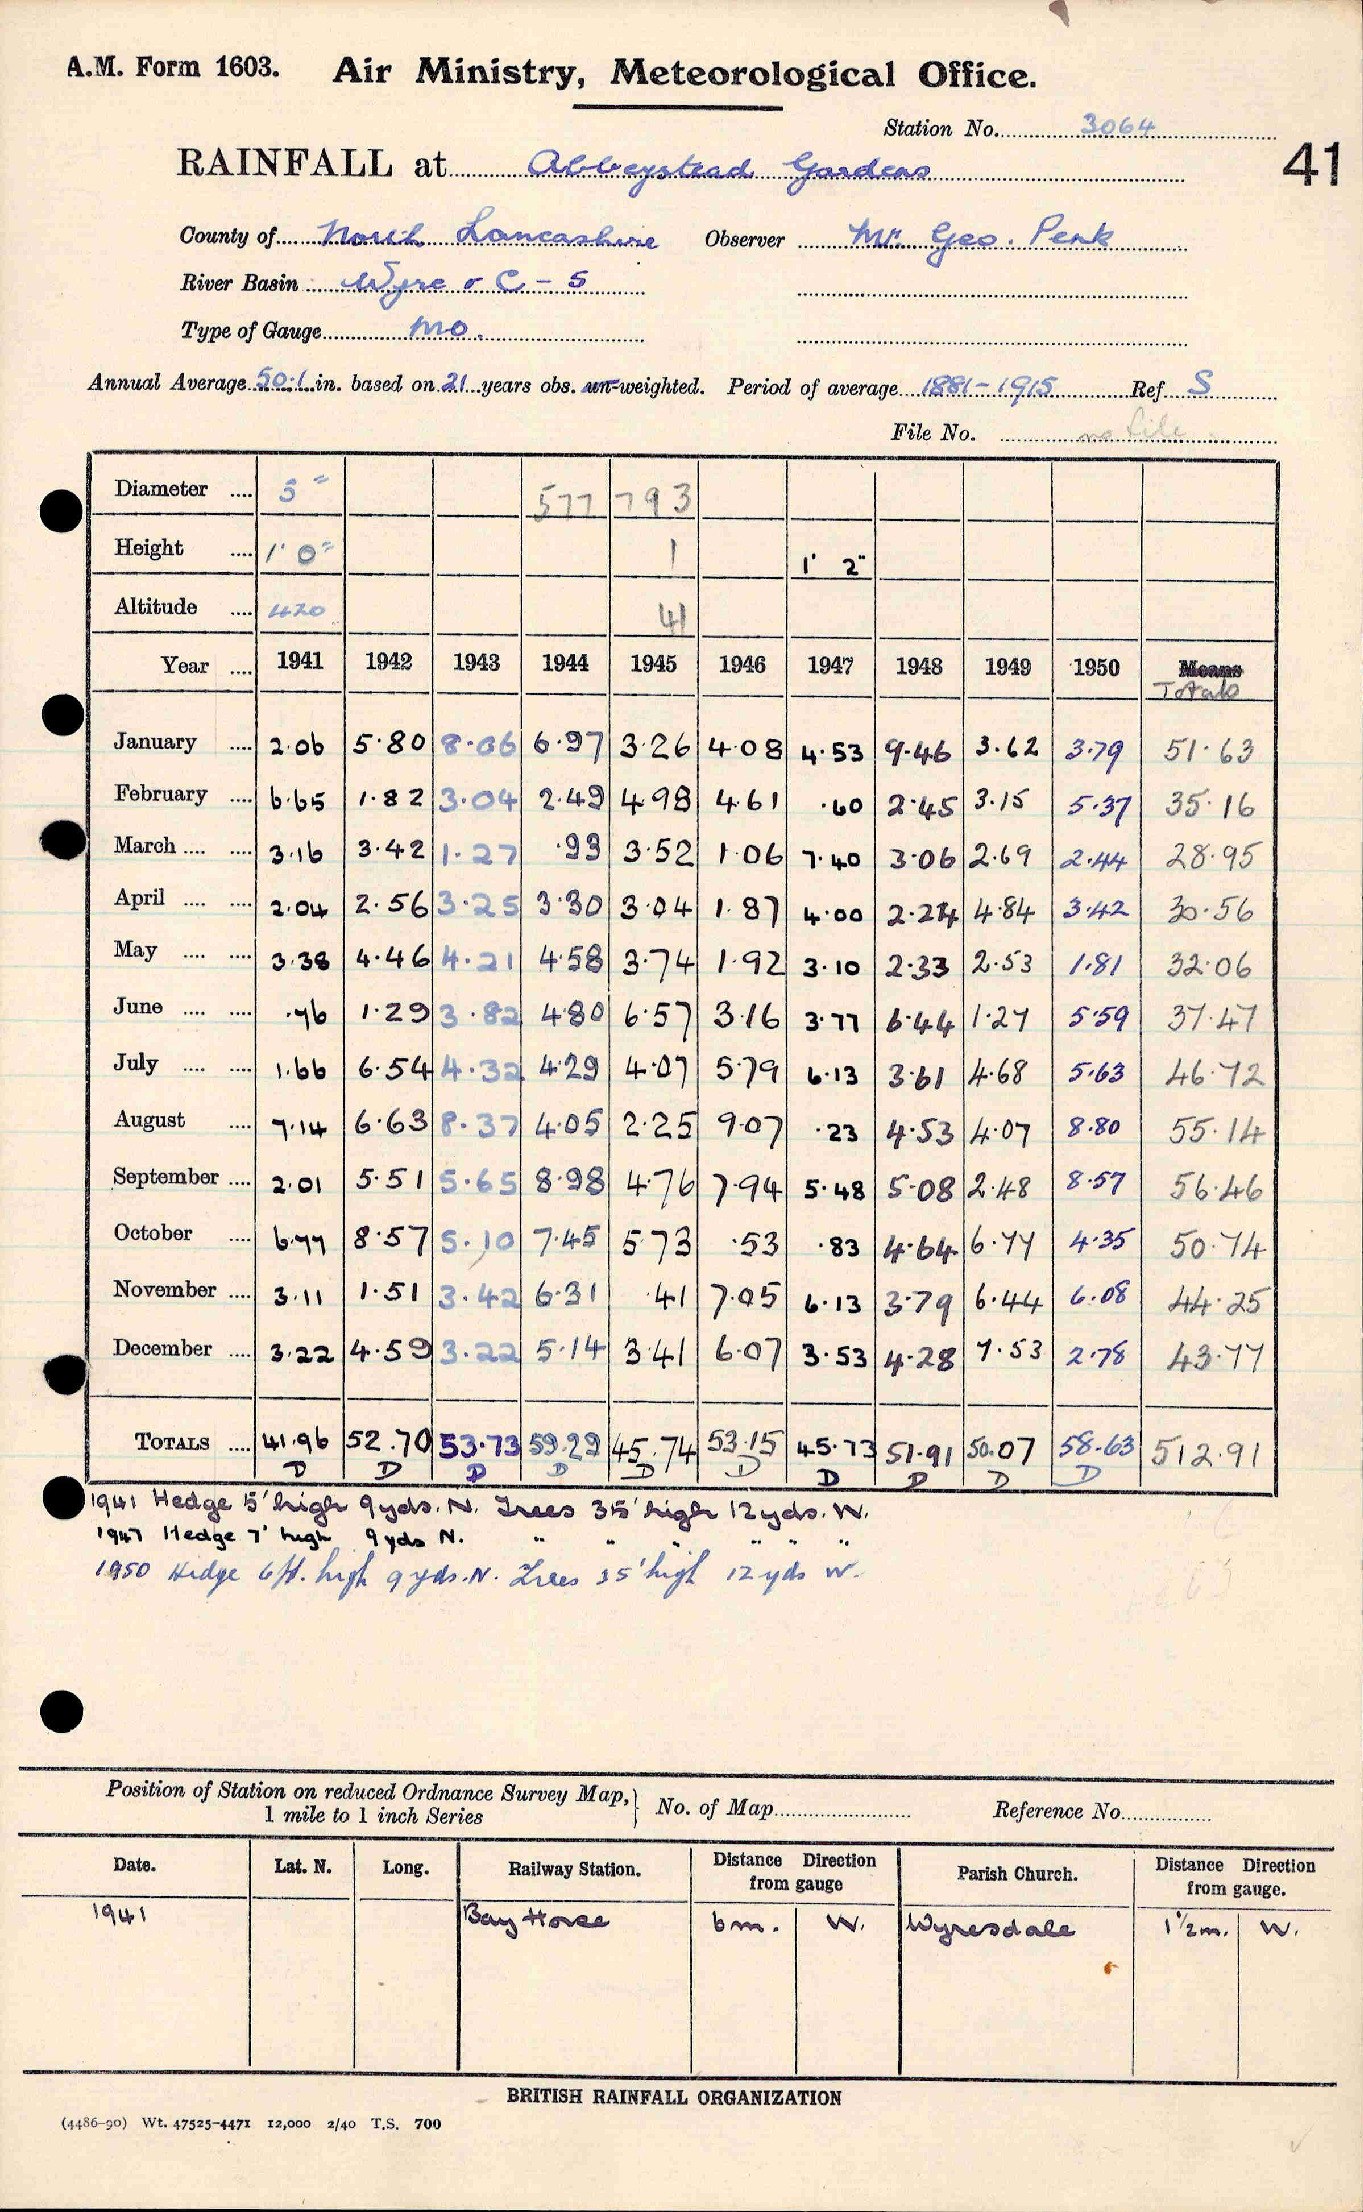 A.M. Form 1603. Air Ministry, Meteorological Office.
Station No. 3064
41
RAINFALL at Abbeystead Gardens
County of North Lancashire Observer Mr. Geo. Penk
River Basin Wyre & C - 5
Type of Gauge MO.
Annual Average 50.1 in. based on 21 years obs. un-weighted. Period of average 1881-1915 Ref. S
File No. no file
Diameter .... 5" 577 793
Height .... 1' 0" 1 1' 2"
Altitude .... 420 41
Year .... 1941 1942 1943 1944 1945 1946 1947 1948 1949 1950 Means
Totals
January .... 2.06 5.80 8.06 6.97 3.26 4.08 4.53 9.46 3.62 3.79 51.63
February .... 6.65 1.82 3.04 2.49 4.98 4.61 .60 2.45 3.15 5.37 35.16
March .... .... 3.16 3.42 1.27 .93 3.52 1.06 7.40 3.06 2.69 2.44 28.95
April .... .... 2.04 2.56 3.25 3.30 3.04 1.87 4.00 2.24 4.84 3.42 30.56
May .... .... 3.38 4.46 4.21 4.58 3.74 1.92 3.10 2.33 2.53 1.81 32.06
June .... .... .76 1.29 3.82 4.80 6.57 3.16 3.77 6.44 1.27 5.59 37.47
July .... .... 1.66 6.54 4.32 4.29 4.07 5.79 6.13 3.61 4.68 5.63 46.72
August .... 7.14 6.63 8.37 4.05 2.25 9.07 .23 4.53 4.07 8.80 55.14
September .... 2.01 5.51 5.65 8.98 4.76 7.94 5.48 5.08 2.48 8.57 56.46
October .... 6.77 8.57 5.10 7.45 5.73 .53 .83 4.64 6.77 4.35 50.74
November .... 3.11 1.51 3.42 6.31 .41 7.05 6.13 3.79 6.44 6.08 44.25
December .... 3.22 4.59 3.22 5.14 3.41 6.07 3.53 4.28 7.53 2.78 43.77
TOTALS .... 41.96 52.70 53.73 59.29 45.74 53.15 45.73 51.91 50.07 58.63 512.91
D D D D D D D D D D
1941 Hedge 5' high 9yds. N. Trees 35' high 12yds. W.
1947 Hedge 7' high 9yds N. " " " " " "
1950 Hedge 6ft. high 9yds. N. Trees 35' high 12yds W.
Position of Station on reduced Ordnance Survey Map, 1 mile to 1 inch Series } No. of Map Reference No.
Date. Lat. N. Long. Railway Station. Distance Direction from gauge Parish Church. Distance Direction from gauge.
1941 Bay Horse 6m. W. Wyresdale 1½m. W.
BRITISH RAINFALL ORGANIZATION
(4486-90) Wt. 47525-4471 12,000 2/40 T.S. 700